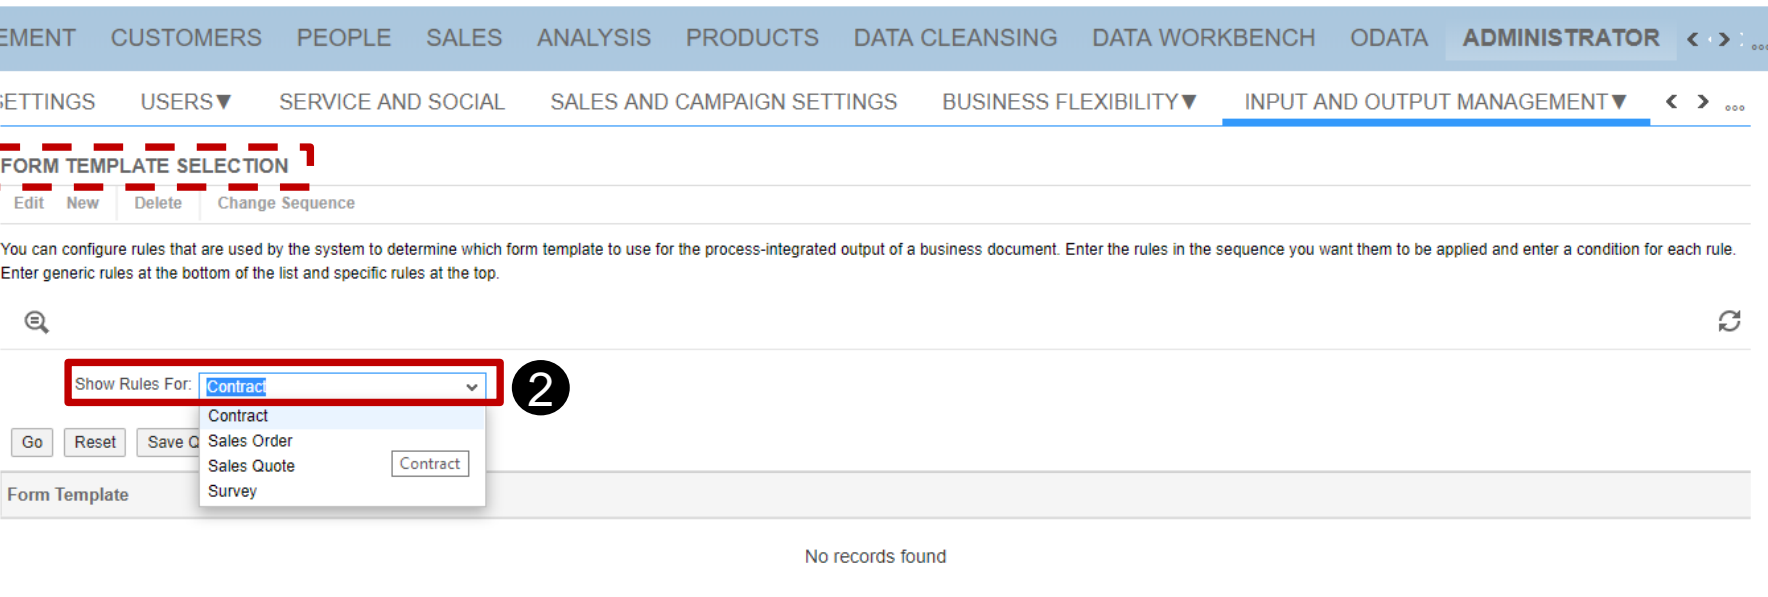 EMENT CUSTOMERS PEOPLE SALES ANALYSIS PRODUCTS DATA CLEANSING DATA WORKBENCH ODATA ADMINISTRATOR
SETTINGS USERS▼ SERVICE AND SOCIAL SALES AND CAMPAIGN SETTINGS BUSINESS FLEXIBILITY▼ INPUT AND OUTPUT MANAGEMENT▼
FORM TEMPLATE SELECTION
Edit New Delete Change Sequence
You can configure rules that are used by the system to determine which form template to use for the process-integrated output of a business document. Enter the rules in the sequence you want them to be applied and enter a condition for each rule.
Enter generic rules at the bottom of the list and specific rules at the top.
Show Rules For: Contract 2
Contract
Go Reset Save Q Sales Order
Sales Quote Contract
Survey
Form Template
No records found